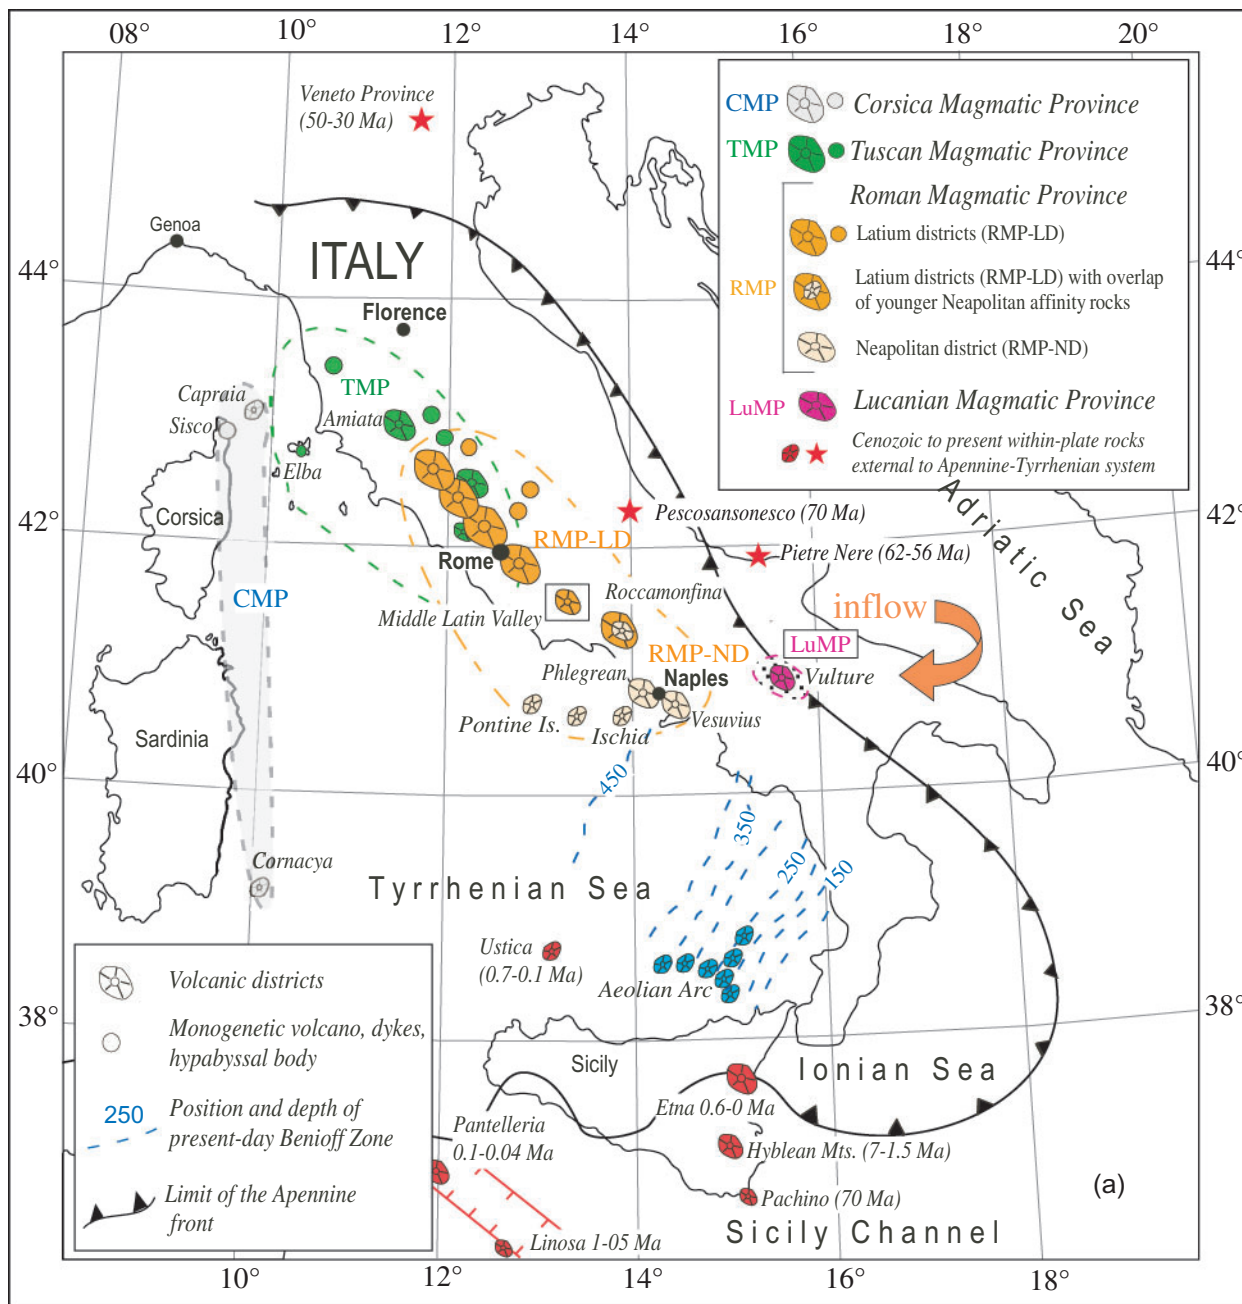 08°
10°
12°
14°
16°
18°
20°
Veneto Province
(50-30 Ma)
CMP
Corsica Magmatic Province
TMP
Tuscan Magmatic Province
Roman Magmatic Province
Latium districts (RMP-LD)
RMP
Latium districts (RMP-LD) with overlap
of younger Neapolitan affinity rocks
Neapolitan district (RMP-ND)
LuMP
Lucanian Magmatic Province
Cenozoic to present within-plate rocks
external to Apennine-Tyrrhenian system
Genoa
ITALY
44°
44°
Florence
TMP
Capraia
Sisco
Amiata
Elba
Corsica
42°
42°
Adriatic Sea
Pescosansonesco (70 Ma)
RMP-LD
Rome
Pietre Nere (62-56 Ma)
CMP
Middle Latin Valley
Roccamonfina
inflow
RMP-ND
LuMP
Phlegrean
Naples
Vulture
Pontine Is.
Ischia
Vesuvius
Sardinia
40°
40°
450
350
250
150
Cornacya
Tyrrhenian Sea
Ustica
(0.7-0.1 Ma)
Aeolian Arc
38°
38°
Volcanic districts
Monogenetic volcano, dykes,
hypabyssal body
250
Position and depth of
present-day Benioff Zone
Limit of the Apennine
front
Sicily
Ionian Sea
Etna 0.6-0 Ma
Pantelleria
0.1-0.04 Ma
Hyblean Mts. (7-1.5 Ma)
Pachino (70 Ma)
(a)
Linosa 1-05 Ma
Sicily Channel
10°
12°
14°
16°
18°